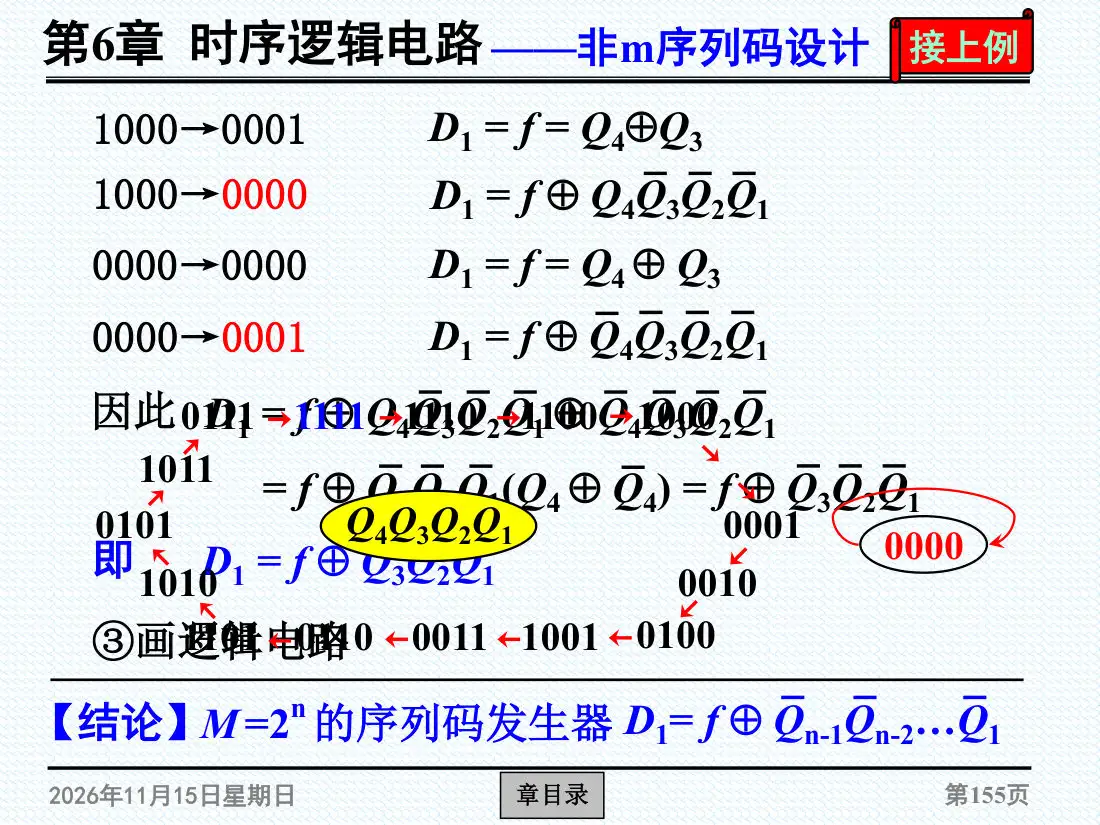 第6章 时序逻辑电路——非m序列码设计 接上例
1000→0001 D₁ = f = Q₄⊕Q₃
1000→0000 D₁ = f ⊕ Q₄Q̅₃Q̅₂Q̅₁
0000→0000 D₁ = f = Q₄ ⊕ Q₃
0000→0001 D₁ = f ⊕ Q̅₄Q̅₃Q̅₂Q̅₁
因此 D₁ = f ⊕ Q₄Q̅₃Q̅₂Q̅₁ ⊕ Q̅₄Q̅₃Q̅₂Q̅₁
0111→1111→1110→1100→1000
1011
= f ⊕ Q̅₃Q̅₂Q̅₁(Q₄ ⊕ Q̅₄) = f ⊕ Q̅₃Q̅₂Q̅₁
0101 Q₄Q₃Q₂Q₁ 0001 0000
即 D₁ = f ⊕ Q̅₃Q̅₂Q̅₁
1010 0010
③画逻辑电路
1101←0110←0011←1001←0100
【结论】M=2ⁿ的序列码发生器 D₁= f ⊕ Q̅n-1Q̅n-2…Q̅₁
2026年11月15日星期日 章目录 第155页